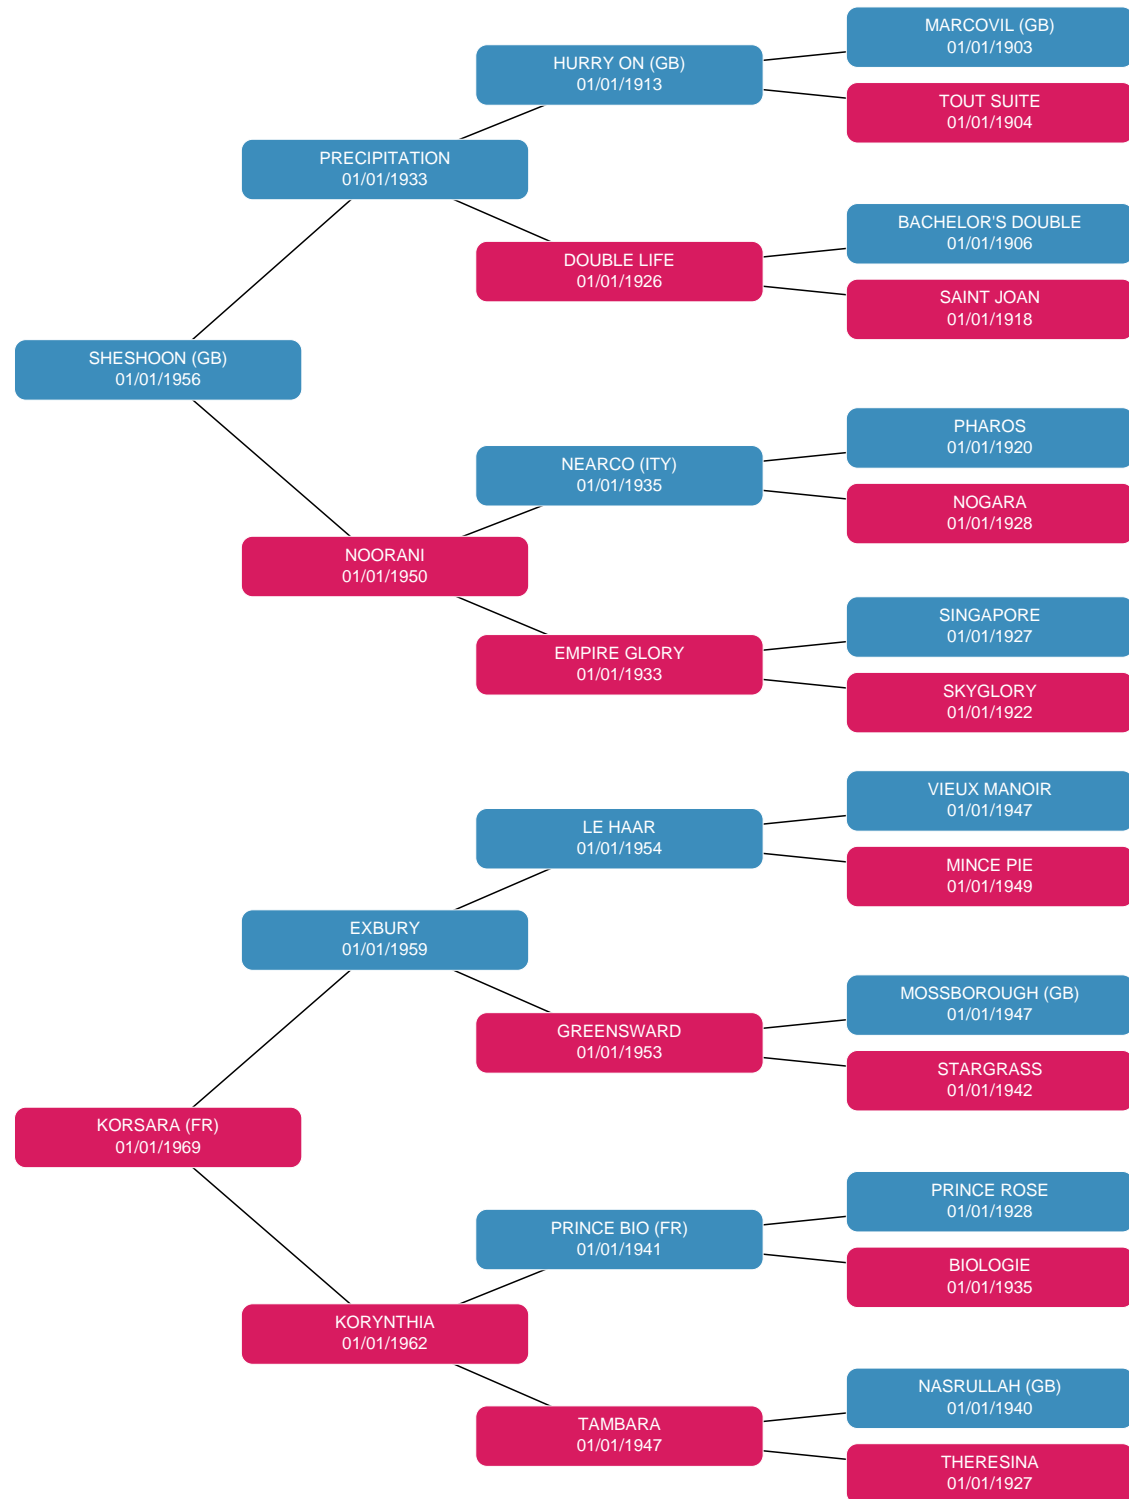 MARCOVIL (GB)
01/01/1903
HURRY ON (GB)
01/01/1913
TOUT SUITE
01/01/1904
PRECIPITATION
01/01/1933
BACHELOR'S DOUBLE
01/01/1906
DOUBLE LIFE
01/01/1926
SAINT JOAN
01/01/1918
SHESHOON (GB)
01/01/1956
PHAROS
01/01/1920
NEARCO (ITY)
01/01/1935
NOGARA
01/01/1928
NOORANI
01/01/1950
SINGAPORE
01/01/1927
EMPIRE GLORY
01/01/1933
SKYGLORY
01/01/1922
VIEUX MANOIR
01/01/1947
LE HAAR
01/01/1954
MINCE PIE
01/01/1949
EXBURY
01/01/1959
MOSSBOROUGH (GB)
01/01/1947
GREENSWARD
01/01/1953
STARGRASS
01/01/1942
KORSARA (FR)
01/01/1969
PRINCE ROSE
01/01/1928
PRINCE BIO (FR)
01/01/1941
BIOLOGIE
01/01/1935
KORYNTHIA
01/01/1962
NASRULLAH (GB)
01/01/1940
TAMBARA
01/01/1947
THERESINA
01/01/1927